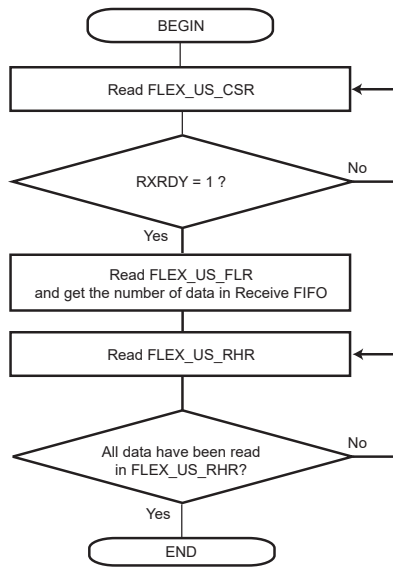 BEGIN
Read FLEX_US_CSR
RXRDY = 1 ?
No
Yes
Read FLEX_US_FLR
and get the number of data in Receive FIFO
Read FLEX_US_RHR
All data have been read
in FLEX_US_RHR?
No
Yes
END